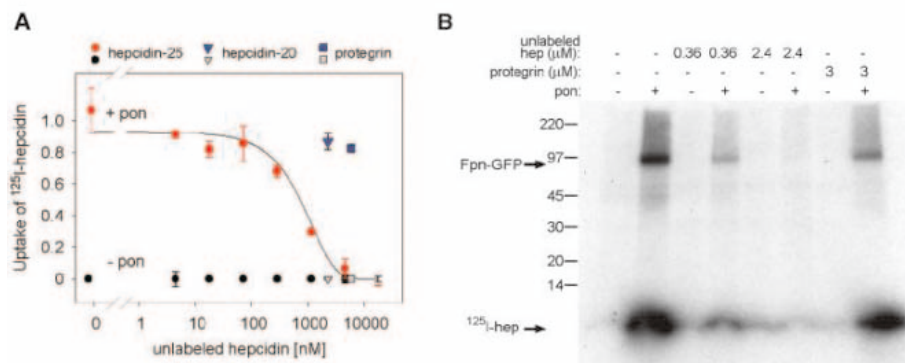 A
hepcidin-25 hepcidin-20 protegrin
Uptake of ¹²⁵I-hepcidin
+ pon
- pon
1.0
0.8
0.6
0.4
0.2
0
0 1 10 100 1000 10000
unlabeled hepcidin [nM]
B
unlabeled
hep (µM): - - 0.36 0.36 2.4 2.4 - -
protegrin (µM): - - - - - - 3 3
pon: - + - + - + - +
220
Fpn-GFP 97
45
30
20
14
¹²⁵I-hep